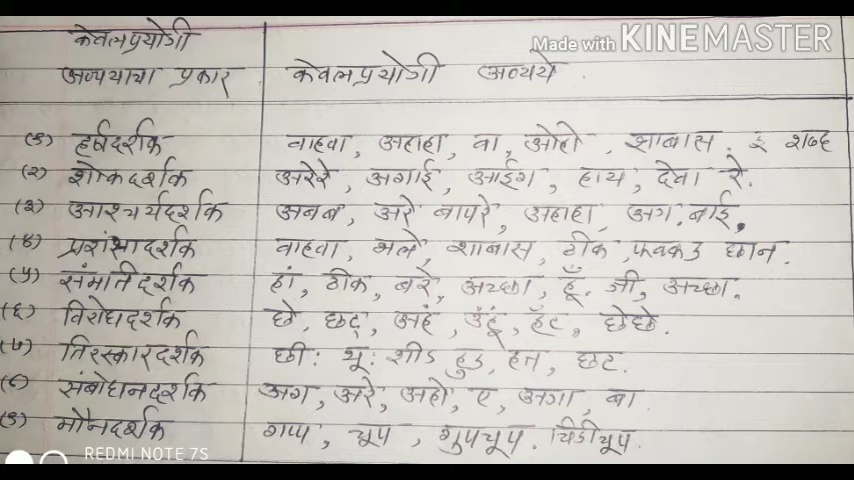 Made with KINEMASTER
केवलप्रयोगी
अव्ययाचा प्रकार केवलप्रयोगी अव्यये.
(१) हर्षदर्शक वाहवा, अहाहा, वा, ओहो, शाबास. इ शब्द
(२) शोकदर्शक अरेरे, अगाई, आईग, हाय, देवा रे.
(३) आश्चर्यदर्शक अबब, अरे बापरे, अहाहा, अग, बाई,
(४) प्रशंसादर्शक वाहवा, भले, शाबास, ठीक, फक्कड छान.
(५) संमतीदर्शक हां, ठीक, बरे, अच्छा, हूँ. जी, अच्छा.
(६) विरोधदर्शक छे, छट्, अहं, उंहूं, हॅट, छेछे.
(७) तिरस्कारदर्शक छी: थू: शीड हुड, हत, छट.
(८) संबोधनदर्शक अग, अरे, अहो, ए, अगा, बा.
(९) मौनदर्शक गप्प, चूप, गुपचूप. चिडीचूप.
REDMI NOTE 7S